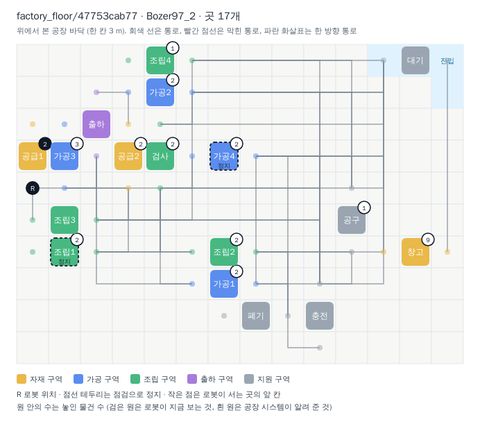 factory_floor/47753cab77 · Bozer97_2 · 곳 17개
위에서 본 공장 바닥 (한 칸 3 m). 회색 선은 통로, 빨간 점선은 막힌 통로, 파란 화살표는 한 방향 통로
조립4 1 대기
가공2 2
출하
공급1 2 가공3 3 공급2 2 검사 2 가공4 2 정지
R
조립3 공구 1
조립1 2 정지 조립2 2 창고 9
가공1 2
폐기 충전
자재 구역 가공 구역 조립 구역 출하 구역 지원 구역
R 로봇 위치 · 점선 테두리는 점검으로 정지 · 작은 점은 로봇이 서는 곳의 앞 칸
원 안의 수는 놓인 물건 수 (검은 원은 로봇이 지금 보는 것, 흰 원은 공장 시스템이 알려 준 것)